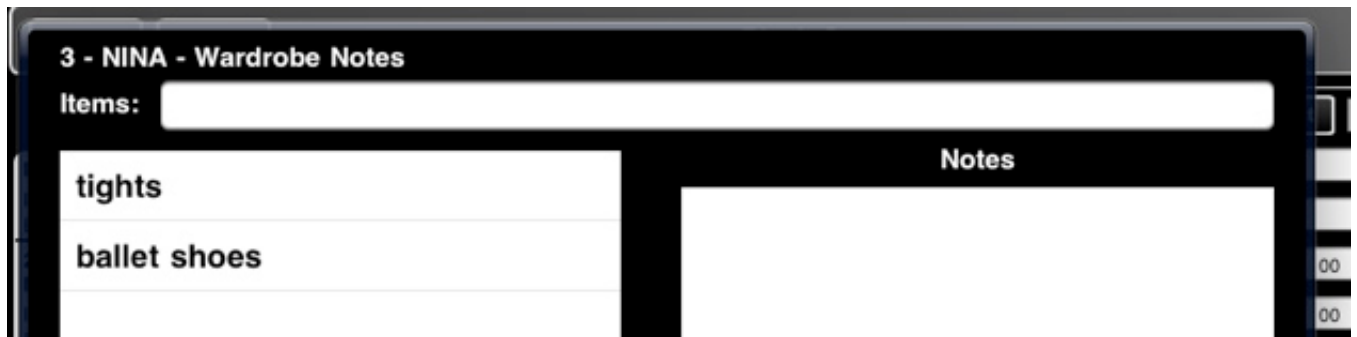 3 - NINA - Wardrobe Notes
Items:
Notes
tights
ballet shoes
00
00